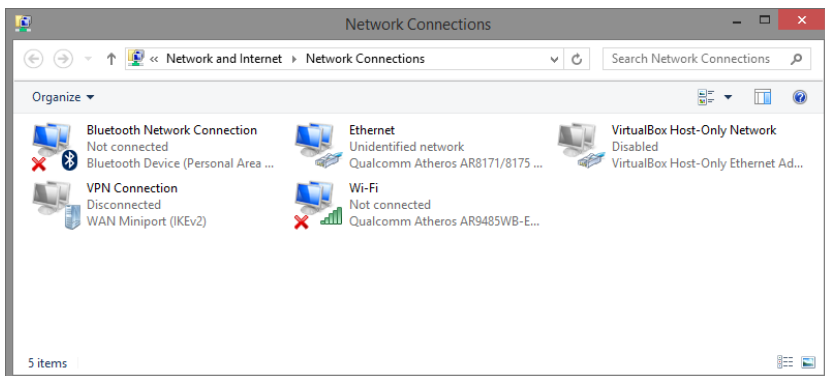 Network Connections
« Network and Internet Network Connections
Search Network Connections
Organize
Bluetooth Network Connection
Not connected
Bluetooth Device (Personal Area ...
Ethernet
Unidentified network
Qualcomm Atheros AR8171/8175 ...
VirtualBox Host-Only Network
Disabled
VirtualBox Host-Only Ethernet Ad...
VPN Connection
Disconnected
WAN Miniport (IKEv2)
Wi-Fi
Not connected
Qualcomm Atheros AR9485WB-E...
5 items